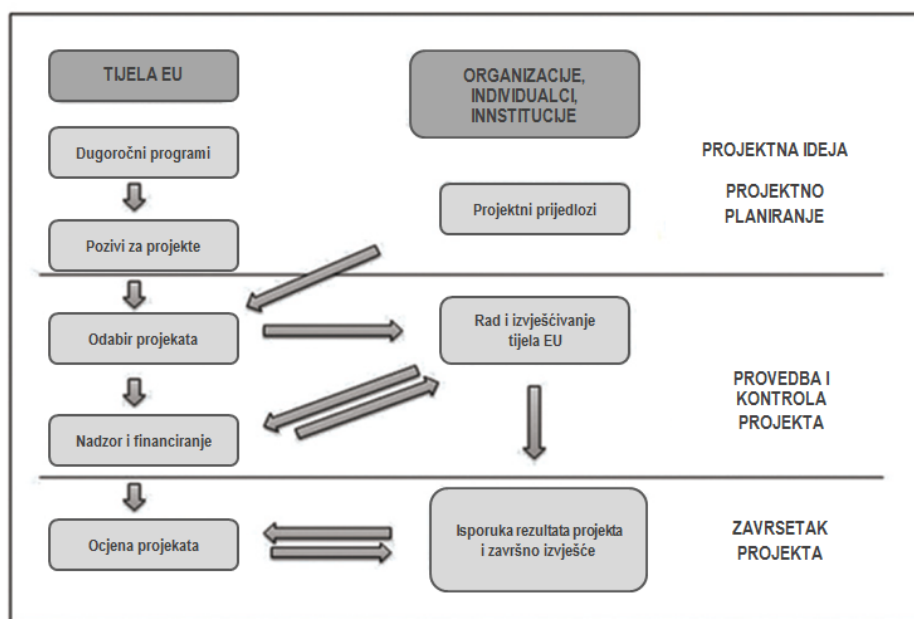 TIJELA EU
ORGANIZACIJE,
INDIVIDUALCI,
INNSTITUCIJE
Dugoročni programi
PROJEKTNA IDEJA
Projektni prijedlozi
PROJEKTNO
PLANIRANJE
Pozivi za projekte
Odabir projekata
Rad i izvješćivanje
tijela EU
PROVEDBA I
KONTROLA
PROJEKTA
Nadzor i financiranje
Ocjena projekata
Isporuka rezultata projekta
i završno izvješće
ZAVRSETAK
PROJEKTA